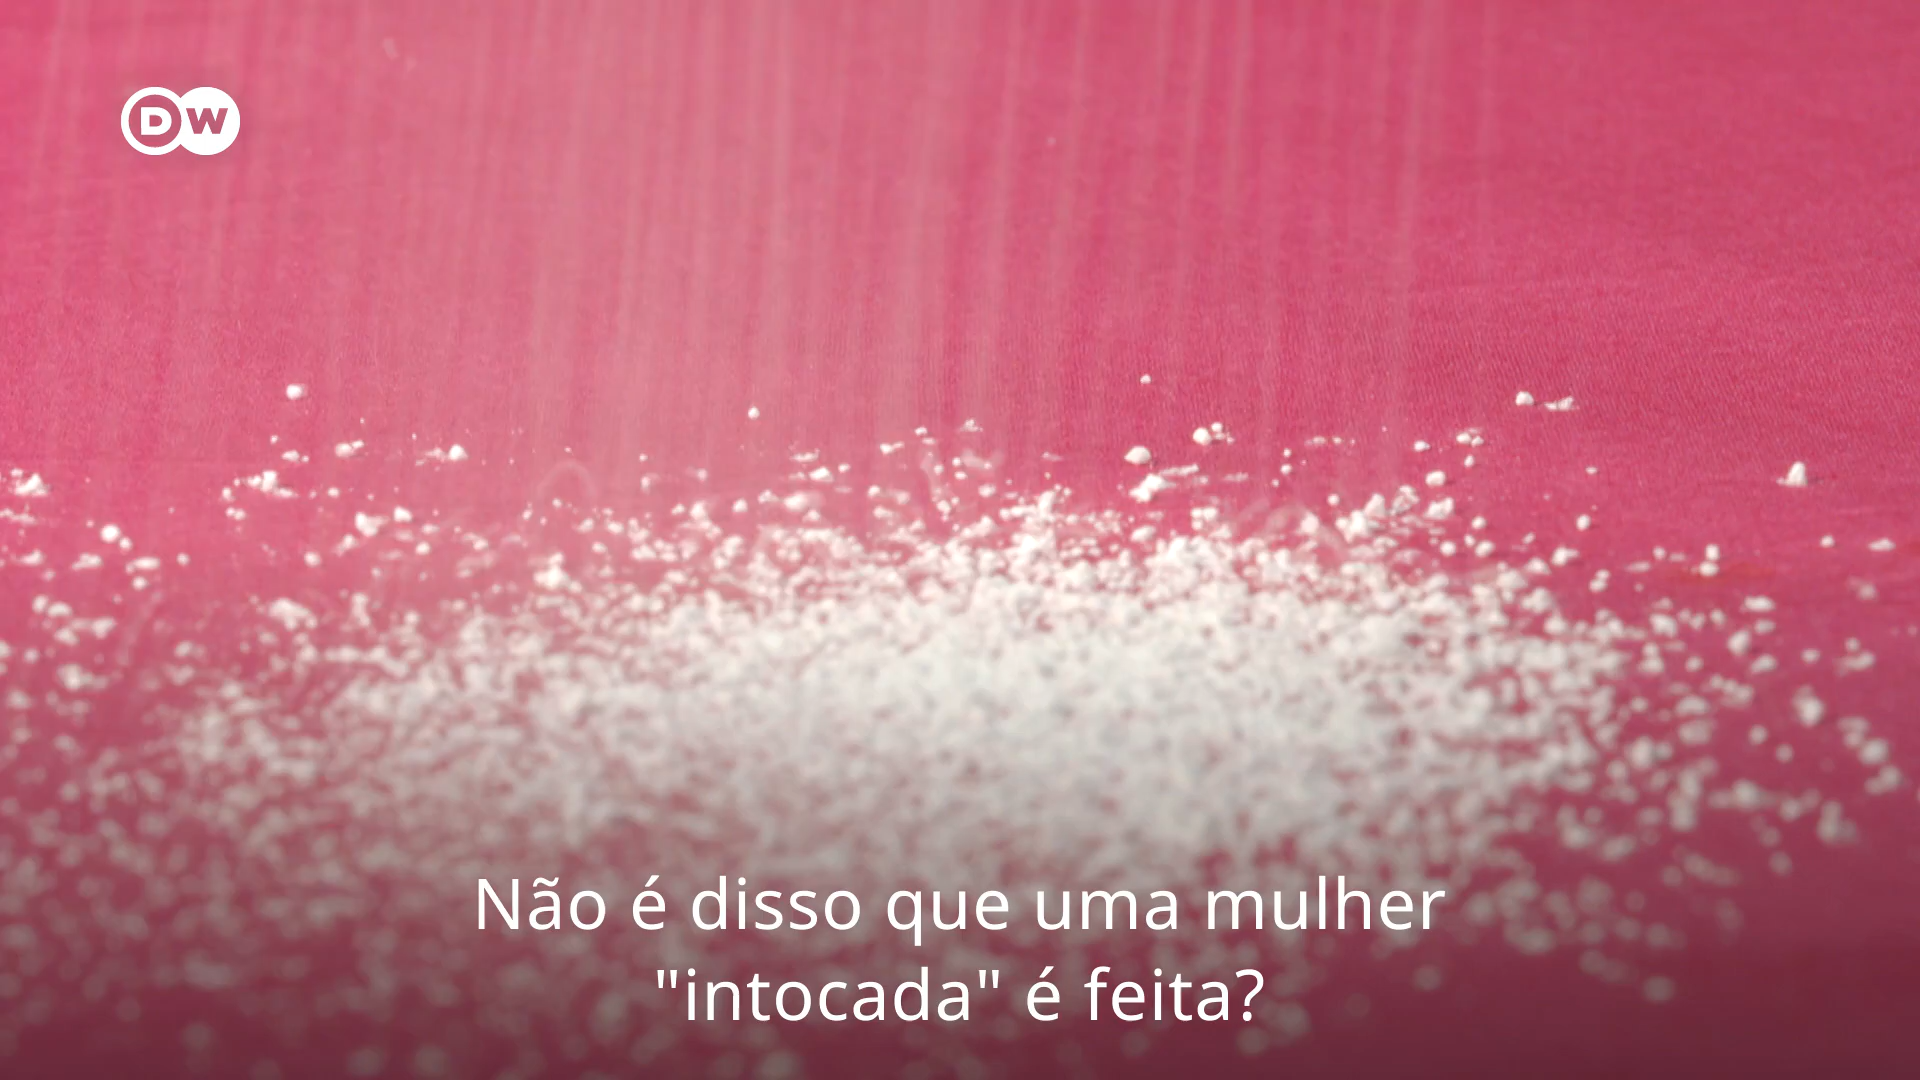 DW
Não é disso que uma mulher
"intocada" é feita?